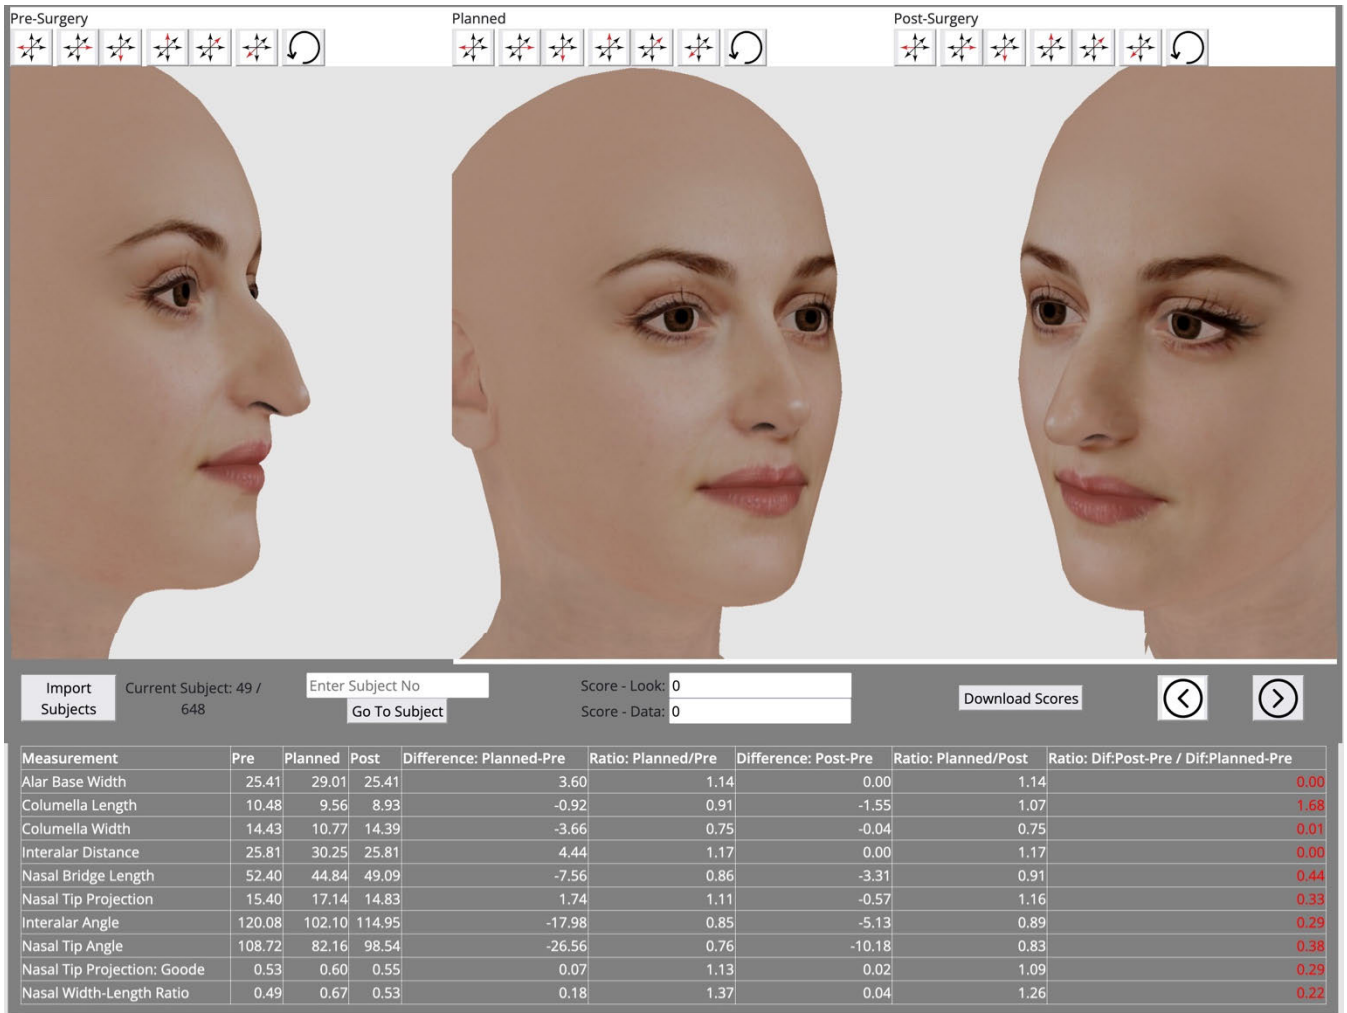 Pre-Surgery Planned Post-Surgery
Import Subjects
Current Subject: 49 / 648
Enter Subject No
Go To Subject
Score - Look: 0
Score - Data: 0
Download Scores
Measurement Pre Planned Post Difference: Planned-Pre Ratio: Planned/Pre Difference: Post-Pre Ratio: Planned/Post Ratio: Dif:Post-Pre / Dif:Planned-Pre
Alar Base Width 25.41 29.01 25.41 3.60 1.14 0.00 1.14 0.00
Columella Length 10.48 9.56 8.93 -0.92 0.91 -1.55 1.07 1.68
Columella Width 14.43 10.77 14.39 -3.66 0.75 -0.04 0.75 0.01
Interalar Distance 25.81 30.25 25.81 4.44 1.17 0.00 1.17 0.00
Nasal Bridge Length 52.40 44.84 49.09 -7.56 0.86 -3.31 0.91 0.44
Nasal Tip Projection 15.40 17.14 14.83 1.74 1.11 -0.57 1.16 0.33
Interalar Angle 120.08 102.10 114.95 -17.98 0.85 -5.13 0.89 0.29
Nasal Tip Angle 108.72 82.16 98.54 -26.56 0.76 -10.18 0.83 0.38
Nasal Tip Projection: Goode 0.53 0.60 0.55 0.07 1.13 0.02 1.09 0.29
Nasal Width-Length Ratio 0.49 0.67 0.53 0.18 1.37 0.04 1.26 0.22